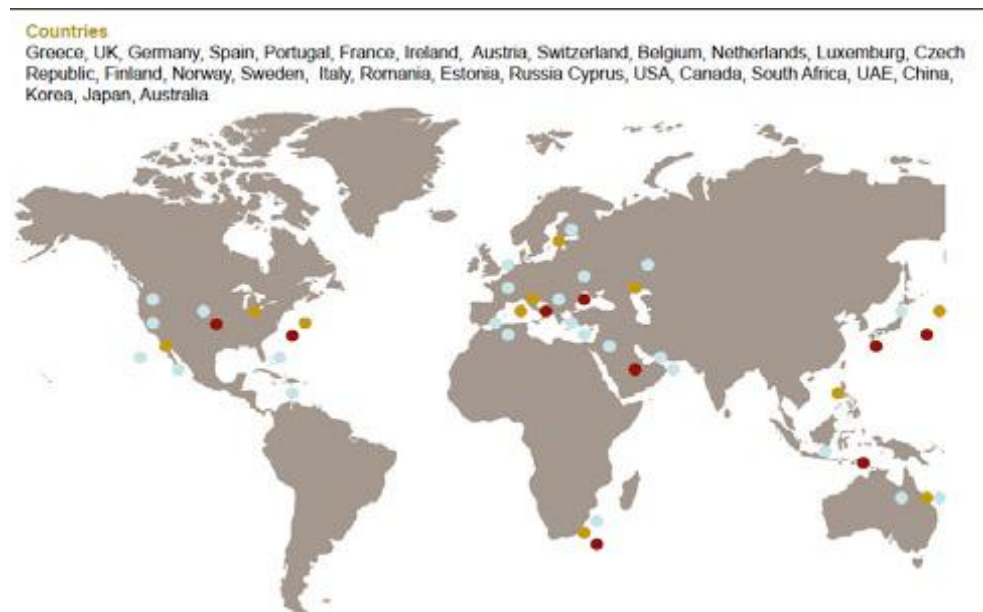 Countries
Greece, UK, Germany, Spain, Portugal, France, Ireland, Austria, Switzerland, Belgium, Netherlands, Luxemburg, Czech
Republic, Finland, Norway, Sweden, Italy, Romania, Estonia, Russia Cyprus, USA, Canada, South Africa, UAE, China,
Korea, Japan, Australia